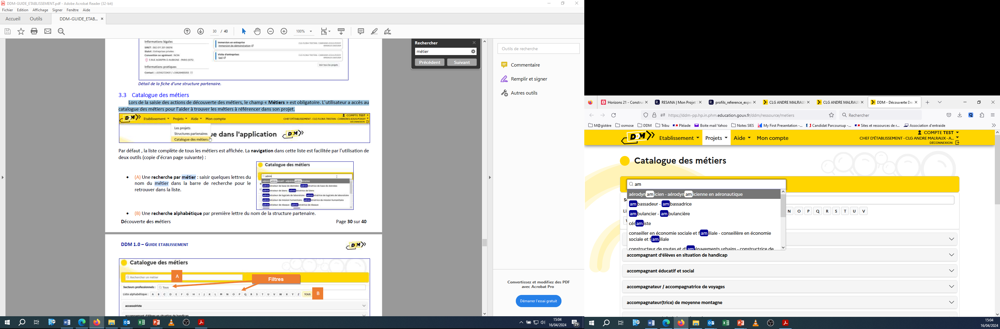 DDM-GUIDE_ETABLISSEMENT.pdf - Adobe Acrobat Reader (32-bit)
Fichier Edition Affichage Signer Fenêtre Aide
Accueil Outils DDM-GUIDE_ETAB... ×
30 / 40 100%
Informations légales
SIRET : 582 011 201 00016
Statut : Entreprises privées
Convention ou agrément : NON
5 RUE AGRIPPA D AUBIGNE - PARIS (075)
Informations pratiques
Contact : +33142723431 / +33628485055
Immersion en entreprise
immersion de démonstration
CLG FLORA TRISTAN - CARRIERES-SOUS-POISSY
VERSAILLES 2023-2024
Visite d'entreprises
test
CLG FLORA TRISTAN - CARRIERES-SOUS-POISSY
VERSAILLES 2023-2024
Voir tous les projets
Détail de la fiche d'une structure partenaire.
3.3 Catalogue des métiers
Lors de la saisie des actions de découverte des métiers, le champ « Métiers » est obligatoire. L'utilisateur a accès au
catalogue des métiers pour l'aider à trouver les métiers à référencer dans son projet.
DDM Etablissement Projets Aide Mon compte
COMPTE TEST
CHEF D'ÉTABLISSEMENT - CLG FLORA TRISTAN - CARRIERES-SOUS-POISSY
DÉCONNEXION
Les projets
Structures partenaires
Catalogue des métiers
ue dans l'application DDM
Par défaut , la liste complète de tous les métiers est affichée. La navigation dans cette liste est facilitée par l'utilisation de
deux outils (copie d'écran page suivante) :
• (A) Une recherche par métier : saisir quelques lettres du
nom du métier dans la barre de recherche pour le
retrouver dans la liste.
Catalogue des métiers
admin
adjoint administratif - adjointe administrative
administrateur de base de données - administratrice de base de données
administrateur de biens - administratrice de biens
administrateur de logiciels de laboratoire - administratrice de logiciels de laboratoire
administrateur de mission humanitaire - administratrice de mission humanitaire
administrateur de réseaux - administratrice de réseaux
• (B) Une recherche alphabétique par première lettre du nom de la structure partenaire.
Découverte des métiers Page 30 sur 40
DDM 1.0 – GUIDE ETABLISSEMENT DDM
Catalogue des métiers
Rechercher un métier A Filtres
Secteurs professionnels : Tous
Liste alphabétique : A B C D E F G H I J K L M N O P Q R S T U V W X Y Z TOUS B
accessoiriste
accompagnant d'élèves en situation de handicap
Rechercher ×
métier
Précédent Suivant
Outils de recherche
Commentaire
Remplir et signer
Autres outils
Convertissez et modifiez des PDF
avec Acrobat Pro
Démarrer l'essai gratuit
15:04
16/04/2024
29
Horizons 21 - Construi × RESANA | Mon Projet × profils_reference_expe × CLG ANDRE MALRAUX × CLG ANDRE MALRAUX × DDM - Découverte De ×
https://ddm-pp.hp.in.phm.education.gouv.fr/ddm/ressource/metiers Rechercher
M@gistère osmose DDM Tribu Pléiade Boite mail Yahoo Notes SIES My First Presentation -... Candidat Parcoursup -... Sites et ressources de r... Association d'entraide
DDM Etablissement Projets Aide Mon compte
COMPTE TEST
CHEF D'ÉTABLISSEMENT - CLG ANDRE MALRAUX - A...
DÉCONNEXION
Catalogue des métiers
am
aérodynamicien - aérodynamicienne en aéronautique
ambassadeur - ambassadrice
ambulancier - ambulancière
céramiste
conseiller en économie sociale et familiale - conseillère en économie
sociale et familiale
constructeur de routes et d'aménagements urbains - constructrice de
N O P Q R S T U V
accompagnant d'élèves en situation de handicap
accompagnant éducatif et social
accompagnateur / accompagnatrice de voyages
accompagnateur(trice) de moyenne montagne
15:04
16/04/2024